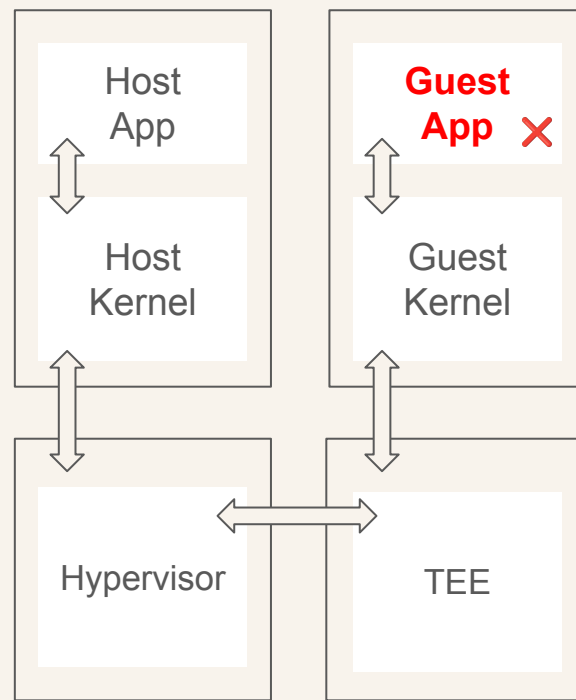 Host
App
Guest
App
Host
Kernel
Guest
Kernel
Hypervisor
TEE